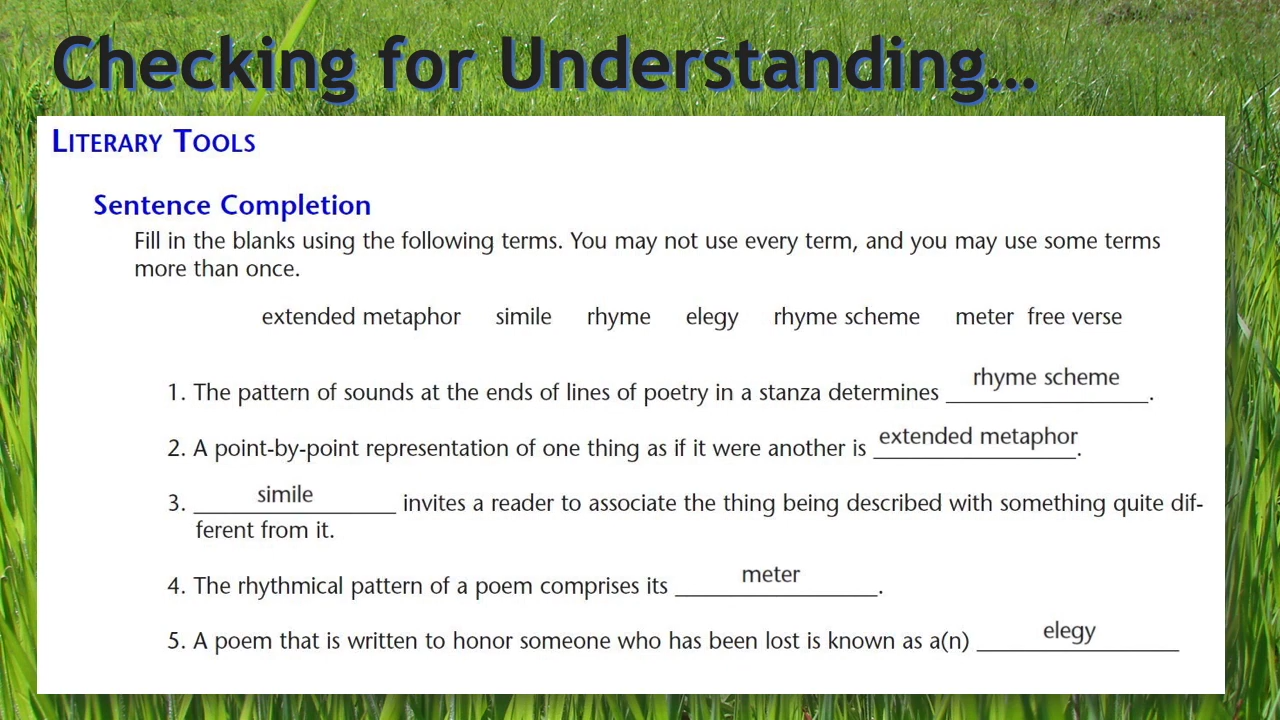 Checking for Understanding…
LITERARY TOOLS
Sentence Completion
Fill in the blanks using the following terms. You may not use every term, and you may use some terms
more than once.
extended metaphor simile rhyme elegy rhyme scheme meter free verse
1. The pattern of sounds at the ends of lines of poetry in a stanza determines rhyme scheme.
2. A point-by-point representation of one thing as if it were another is extended metaphor.
3. simile invites a reader to associate the thing being described with something quite dif-
ferent from it.
4. The rhythmical pattern of a poem comprises its meter.
5. A poem that is written to honor someone who has been lost is known as a(n) elegy